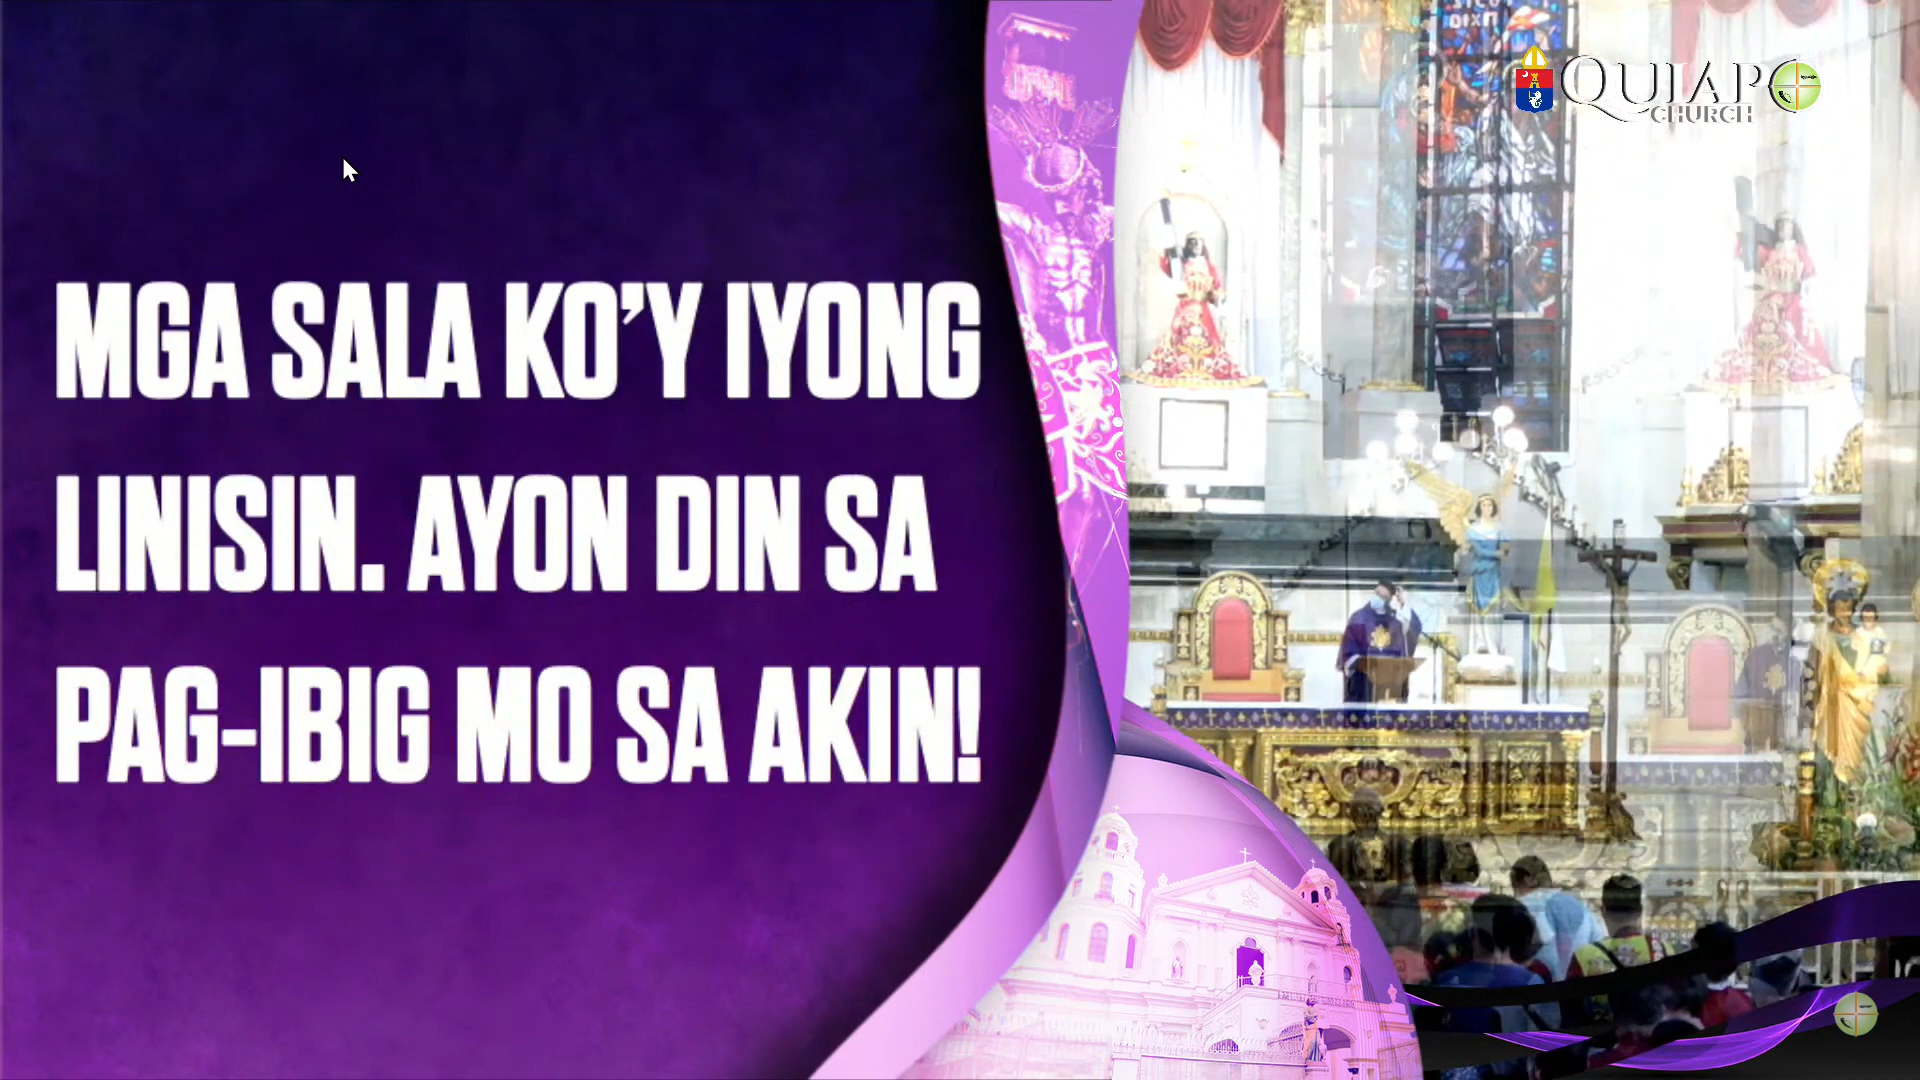 QUIAPO
CHURCH
MGA SALA KO'Y IYONG
LINISIN. AYON DIN SA
PAG-IBIG MO SA AKIN!